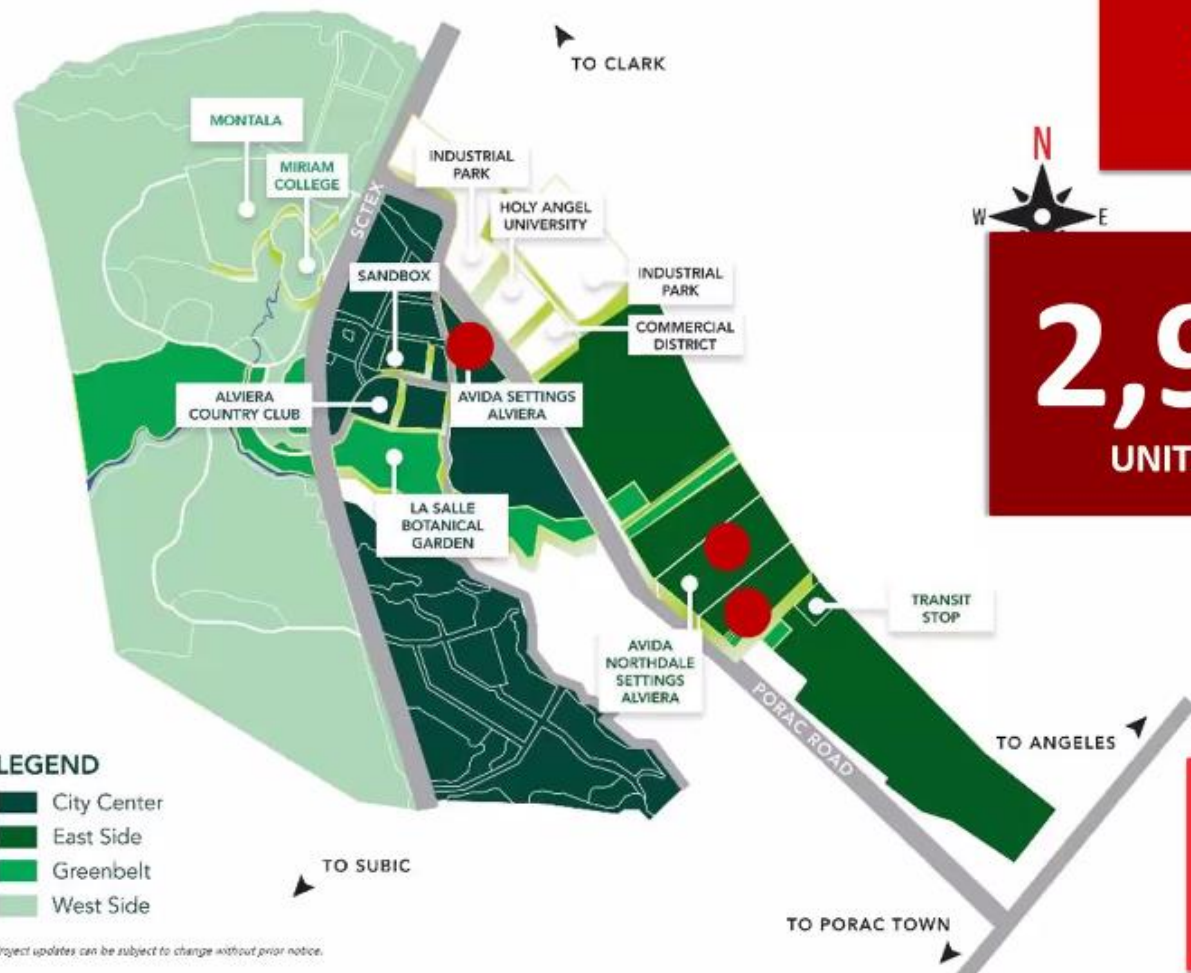 TO CLARK
MONTALA
MIRIAM
COLLEGE
INDUSTRIAL
PARK
SCTEX
HOLY ANGEL
UNIVERSITY
N
W
E
SANDBOX
INDUSTRIAL
PARK
COMMERCIAL
DISTRICT
2,9
UNIT
ALVIERA
COUNTRY CLUB
AVIDA SETTINGS
ALVIERA
LA SALLE
BOTANICAL
GARDEN
TRANSIT
STOP
AVIDA
NORTHDALE
SETTINGS
ALVIERA
PORAC ROAD
TO ANGELES
LEGEND
City Center
East Side
Greenbelt
West Side
TO SUBIC
TO PORAC TOWN
roject updates can be subject to change without prior notice.